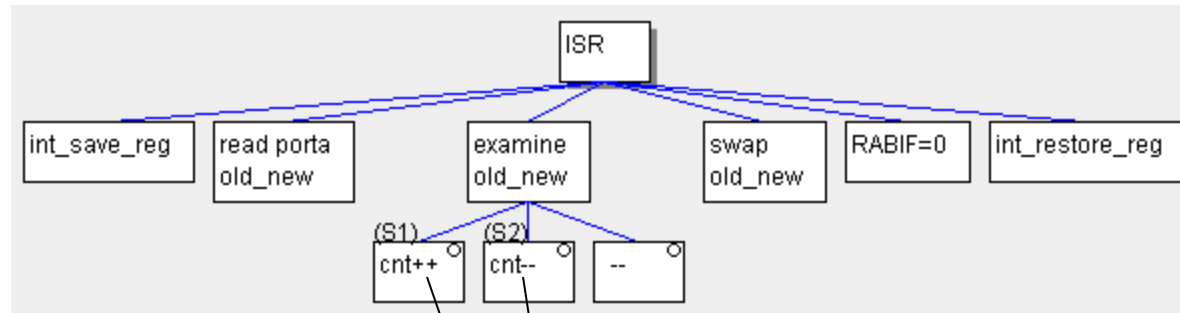 ISR
int_save_reg
read porta
old_new
examine
old_new
swap
old_new
RABIF=0
int_restore_reg
(S1)
cnt++
(S2)
cnt--
--